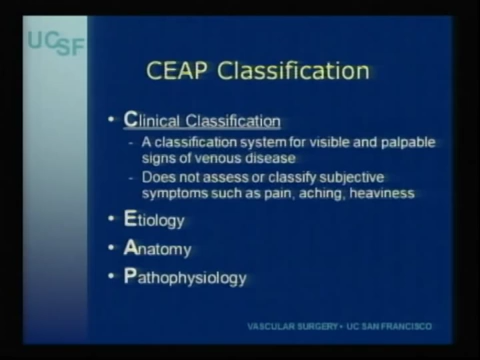 UCSF
CEAP Classification
• Clinical Classification
- A classification system for visible and palpable
signs of venous disease
- Does not assess or classify subjective
symptoms such as pain, aching, heaviness
• Etiology
• Anatomy
• Pathophysiology
VASCULAR SURGERY • UC SAN FRANCISCO